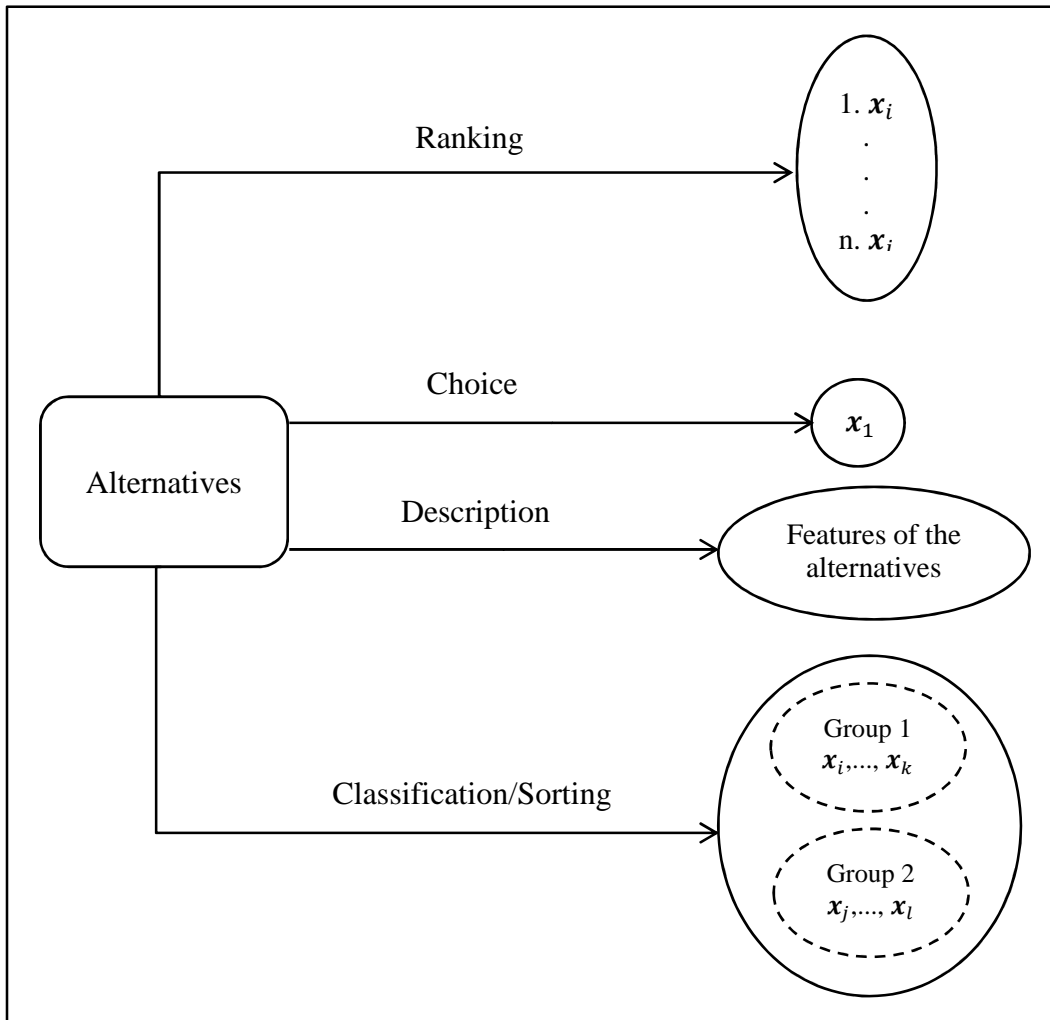 Ranking
1. 𝒙ᵢ
.
.
.
n. 𝒙ⱼ
Choice
𝒙₁
Alternatives
Description
Features of the
alternatives
Classification/Sorting
Group 1
𝒙ᵢ,..., 𝒙ₖ
Group 2
𝒙ⱼ,..., 𝒙ₗ